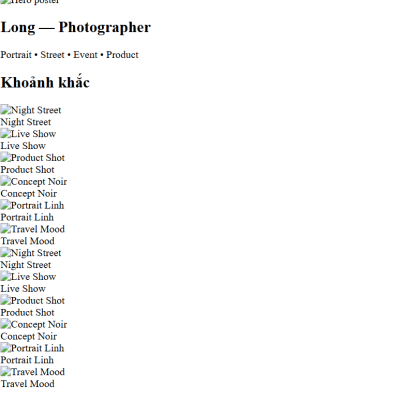 Hero poster
Long — Photographer
Portrait • Street • Event • Product
Khoảnh khắc
Night Street
Night Street
Live Show
Live Show
Product Shot
Product Shot
Concept Noir
Concept Noir
Portrait Linh
Portrait Linh
Travel Mood
Travel Mood
Night Street
Night Street
Live Show
Live Show
Product Shot
Product Shot
Concept Noir
Concept Noir
Portrait Linh
Portrait Linh
Travel Mood
Travel Mood